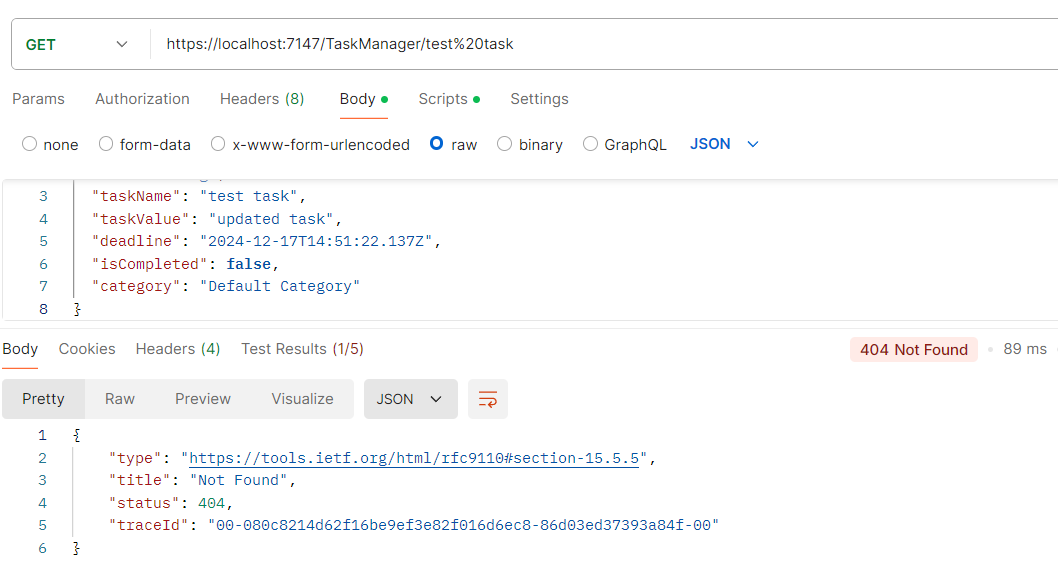 GET https://localhost:7147/TaskManager/test%20task
Params Authorization Headers (8) Body Scripts Settings
none form-data x-www-form-urlencoded raw binary GraphQL JSON
3 "taskName": "test task",
4 "taskValue": "updated task",
5 "deadline": "2024-12-17T14:51:22.137Z",
6 "isCompleted": false,
7 "category": "Default Category"
8 }
Body Cookies Headers (4) Test Results (1/5) 404 Not Found 89 ms
Pretty Raw Preview Visualize JSON
1 {
2 "type": "https://tools.ietf.org/html/rfc9110#section-15.5.5",
3 "title": "Not Found",
4 "status": 404,
5 "traceId": "00-080c8214d62f16be9ef3e82f016d6ec8-86d03ed37393a84f-00"
6 }